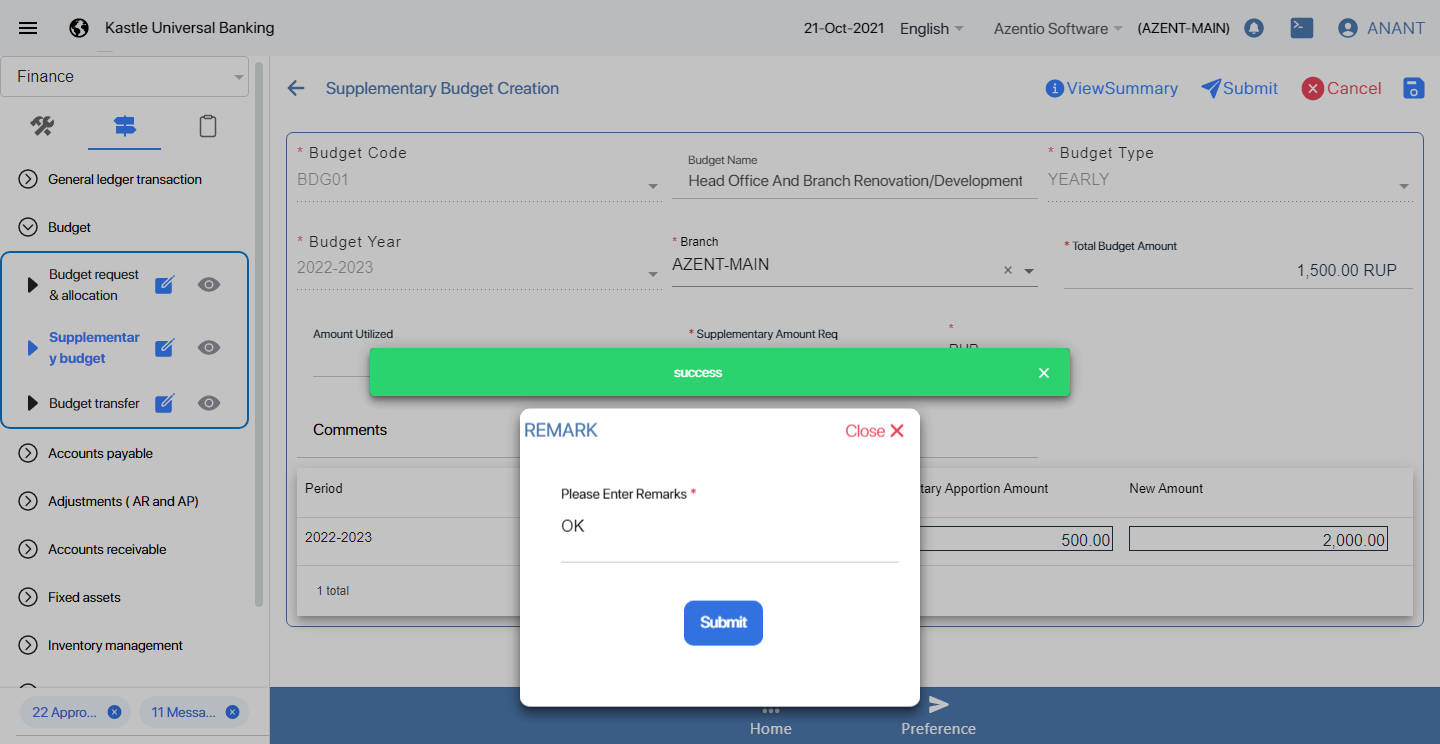 Kastle Universal Banking
21-Oct-2021 English Azentio Software (AZENT-MAIN) ANANT
Finance
General ledger transaction
Budget
Budget request
& allocation
Supplementar
y budget
Budget transfer
Accounts payable
Adjustments ( AR and AP)
Accounts receivable
Fixed assets
Inventory management
22 Appro...
11 Messa...
Supplementary Budget Creation
ViewSummary Submit Cancel
* Budget Code
BDG01
Budget Name
Head Office And Branch Renovation/Development
* Budget Type
YEARLY
* Budget Year
2022-2023
* Branch
AZENT-MAIN
* Total Budget Amount
1,500.00 RUP
Amount Utilized
* Supplementary Amount Req
*
RUP
success
Comments
REMARK
Close
Please Enter Remarks *
OK
Submit
Period
tary Apportion Amount
New Amount
2022-2023
500.00
2,000.00
1 total
Home
Preference